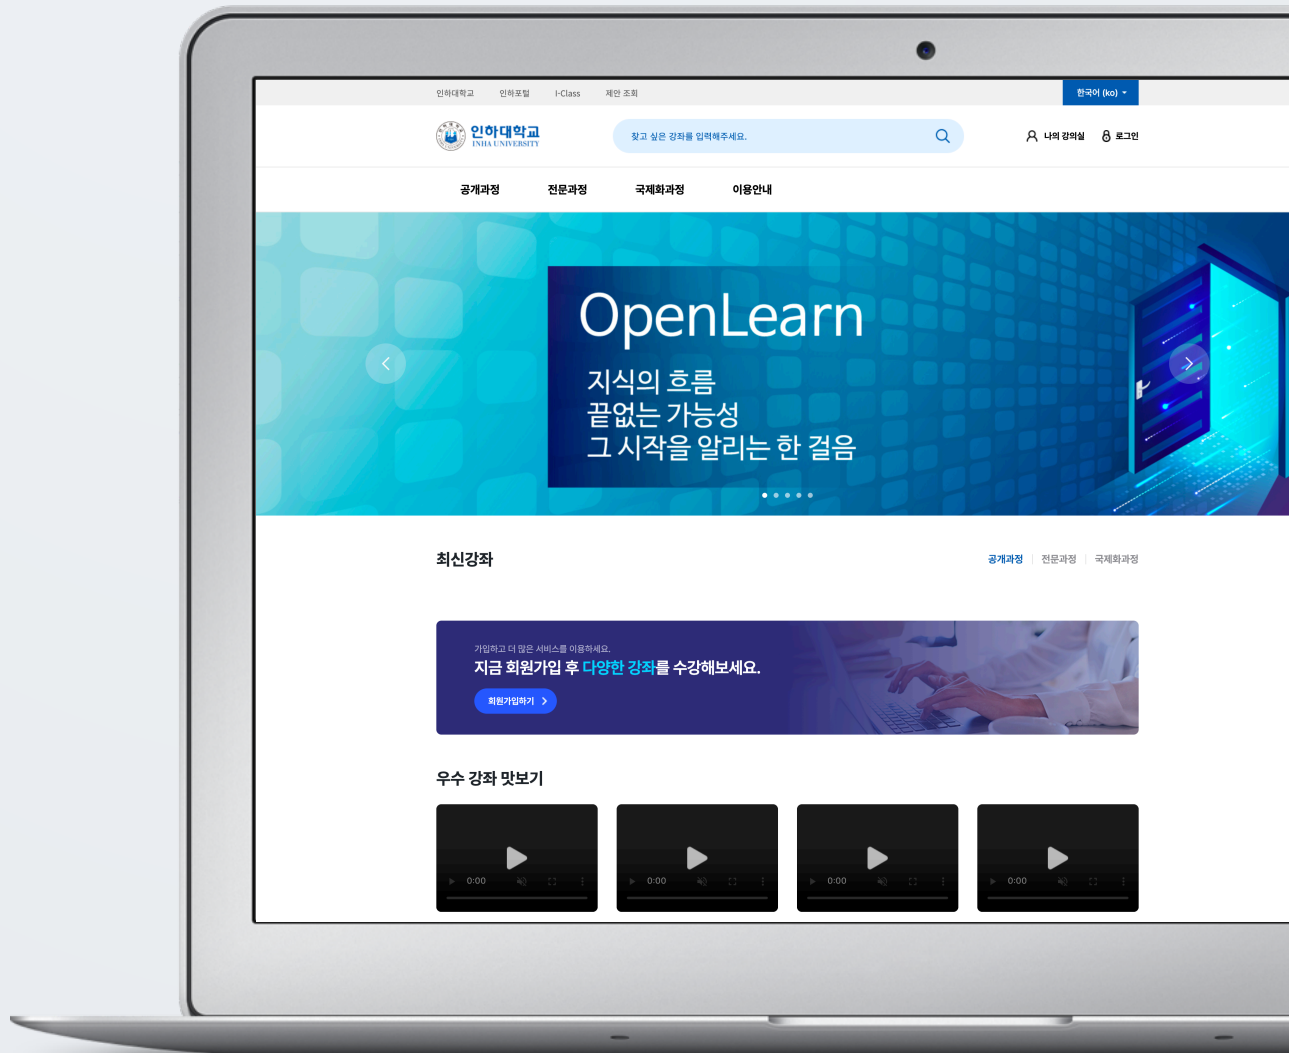 인하대학교 인하포털 I-Class 제안 조회 한국어 (ko)
인하대학교
INHA UNIVERSITY
찾고 싶은 강좌를 입력해주세요.
나의 강의실 로그인
공개과정 전문과정 국제화과정 이용안내
OpenLearn
지식의 흐름
끝없는 가능성
그 시작을 알리는 한 걸음
최신강좌
공개과정 전문과정 국제화과정
가입하고 더 많은 서비스를 이용하세요.
지금 회원가입 후 다양한 강좌를 수강해보세요.
회원가입하기
우수 강좌 맛보기
0:00 0:00 0:00 0:00